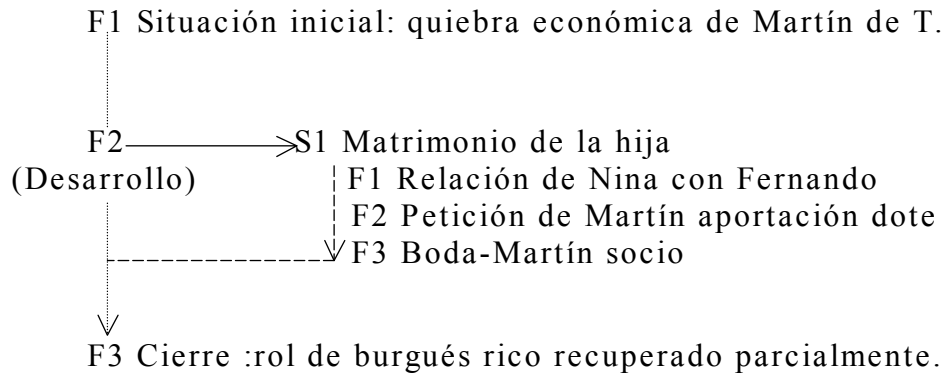 F1 Situación inicial: quiebra económica de Martín de T.
F2 S1 Matrimonio de la hija
(Desarrollo) F1 Relación de Nina con Fernando
F2 Petición de Martín aportación dote
F3 Boda-Martín socio
F3 Cierre :rol de burgués rico recuperado parcialmente.